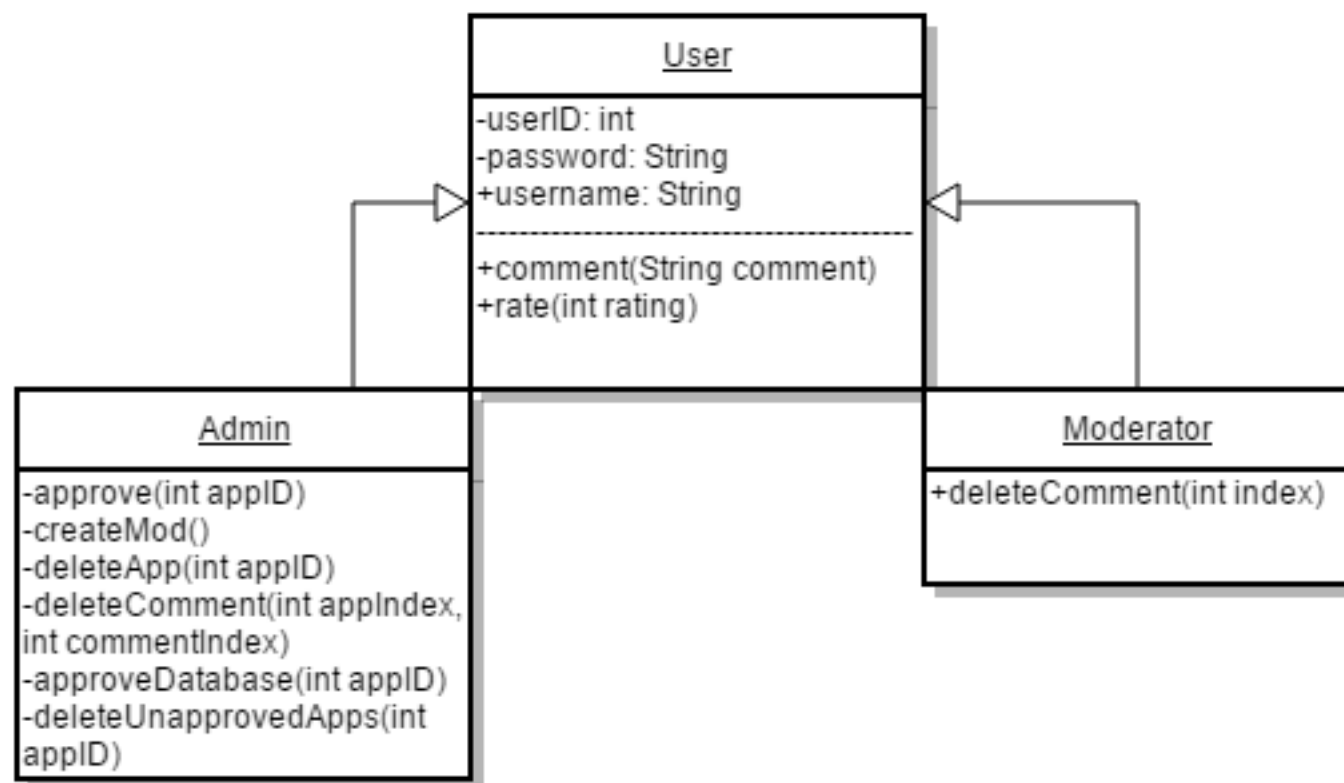 User
-userID: int
-password: String
+username: String
---------------------------------------
+comment(String comment)
+rate(int rating)
Admin
-approve(int appID)
-createMod()
-deleteApp(int appID)
-deleteComment(int appIndex,
int commentIndex)
-approveDatabase(int appID)
-deleteUnapprovedApps(int
appID)
Moderator
+deleteComment(int index)